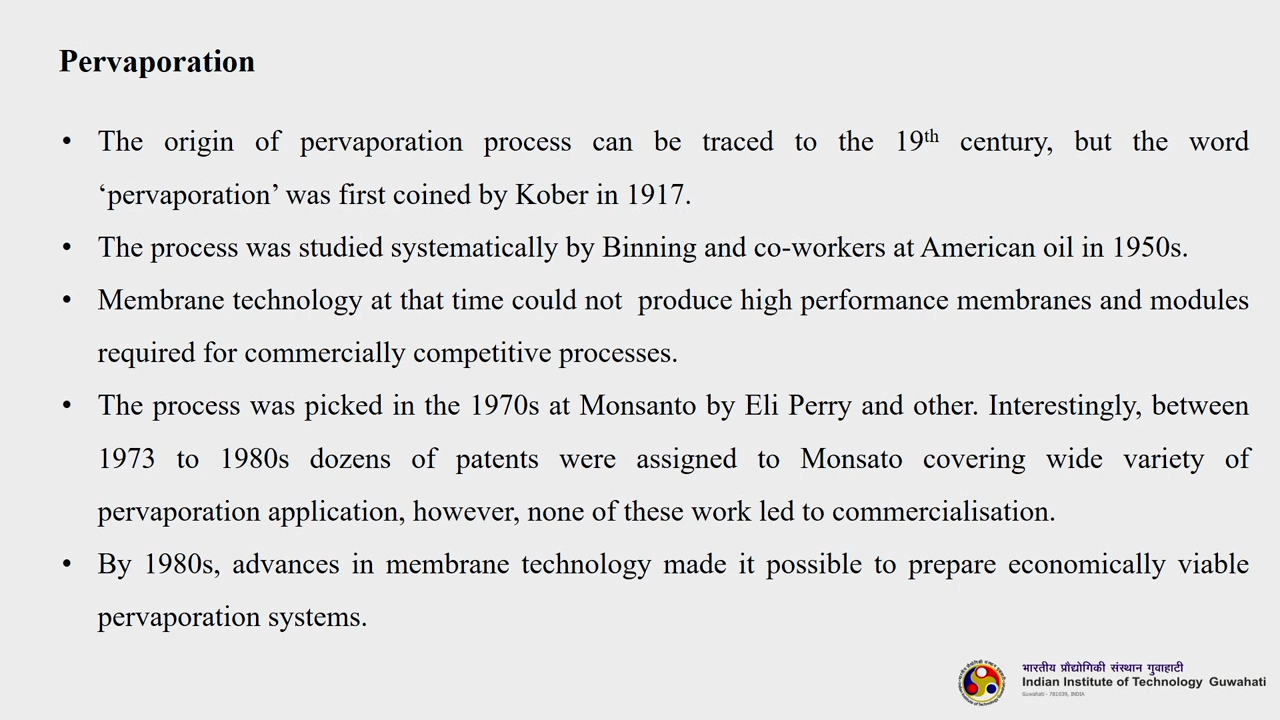 Pervaporation
• The origin of pervaporation process can be traced to the 19th century, but the word
‘pervaporation’ was first coined by Kober in 1917.
• The process was studied systematically by Binning and co-workers at American oil in 1950s.
• Membrane technology at that time could not produce high performance membranes and modules
required for commercially competitive processes.
• The process was picked in the 1970s at Monsanto by Eli Perry and other. Interestingly, between
1973 to 1980s dozens of patents were assigned to Monsato covering wide variety of
pervaporation application, however, none of these work led to commercialisation.
• By 1980s, advances in membrane technology made it possible to prepare economically viable
pervaporation systems.
भारतीय प्रौद्योगिकी संस्थान गुवाहाटी
Indian Institute of Technology Guwahati
Guwahati - 781039, INDIA